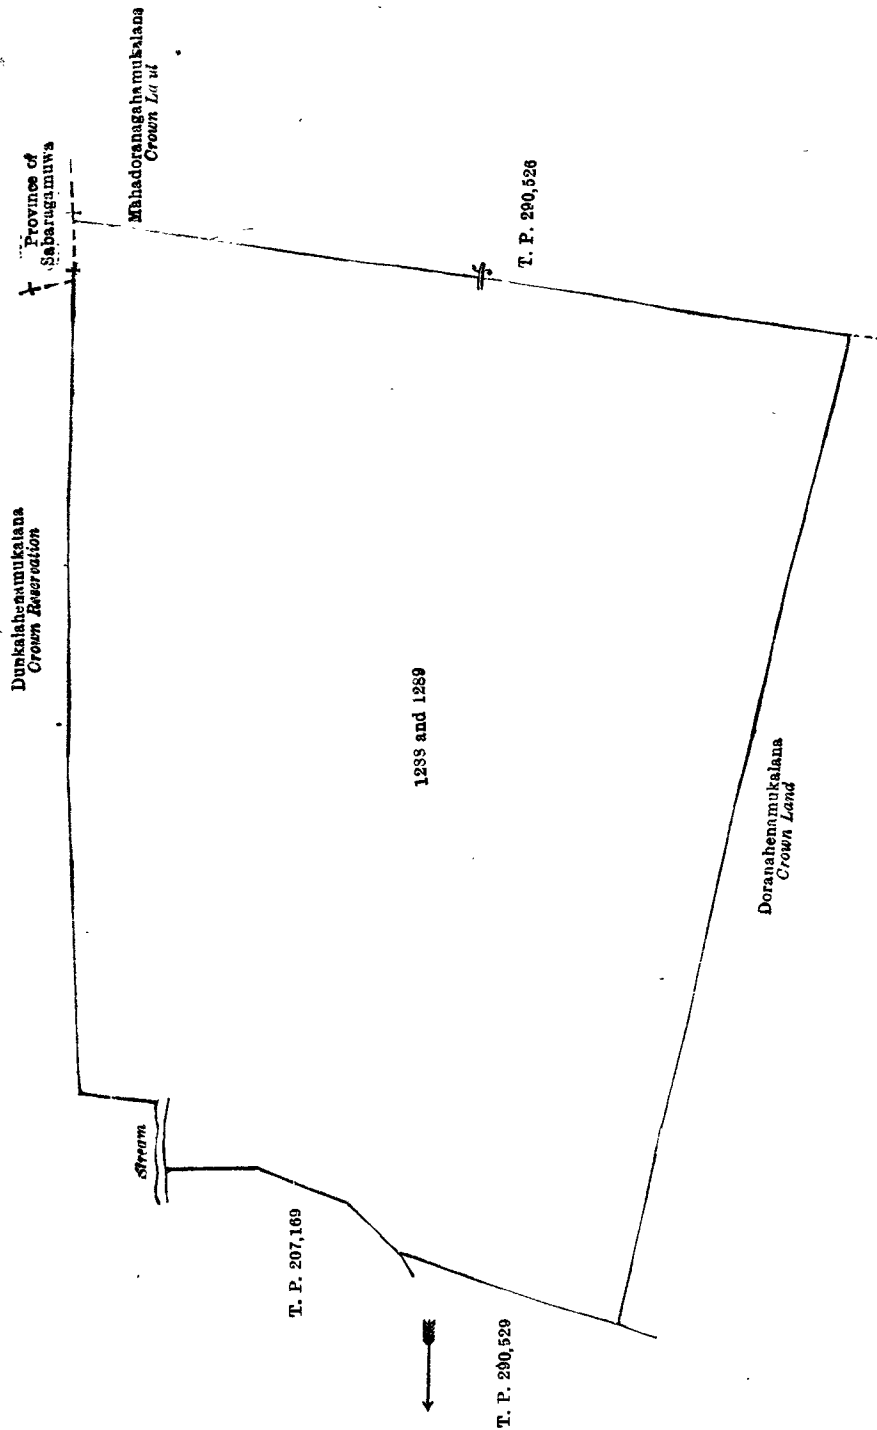 Province of
Sabaragamuwa
Mahadoranagahamukalana
Crown
T. P. 290,526
Dunkalahenamukalana
Crown Reservation
1288 and 1289
Doranahenamukalana
Crown Land
Stream
T. P. 207,169
T. P. 290,529